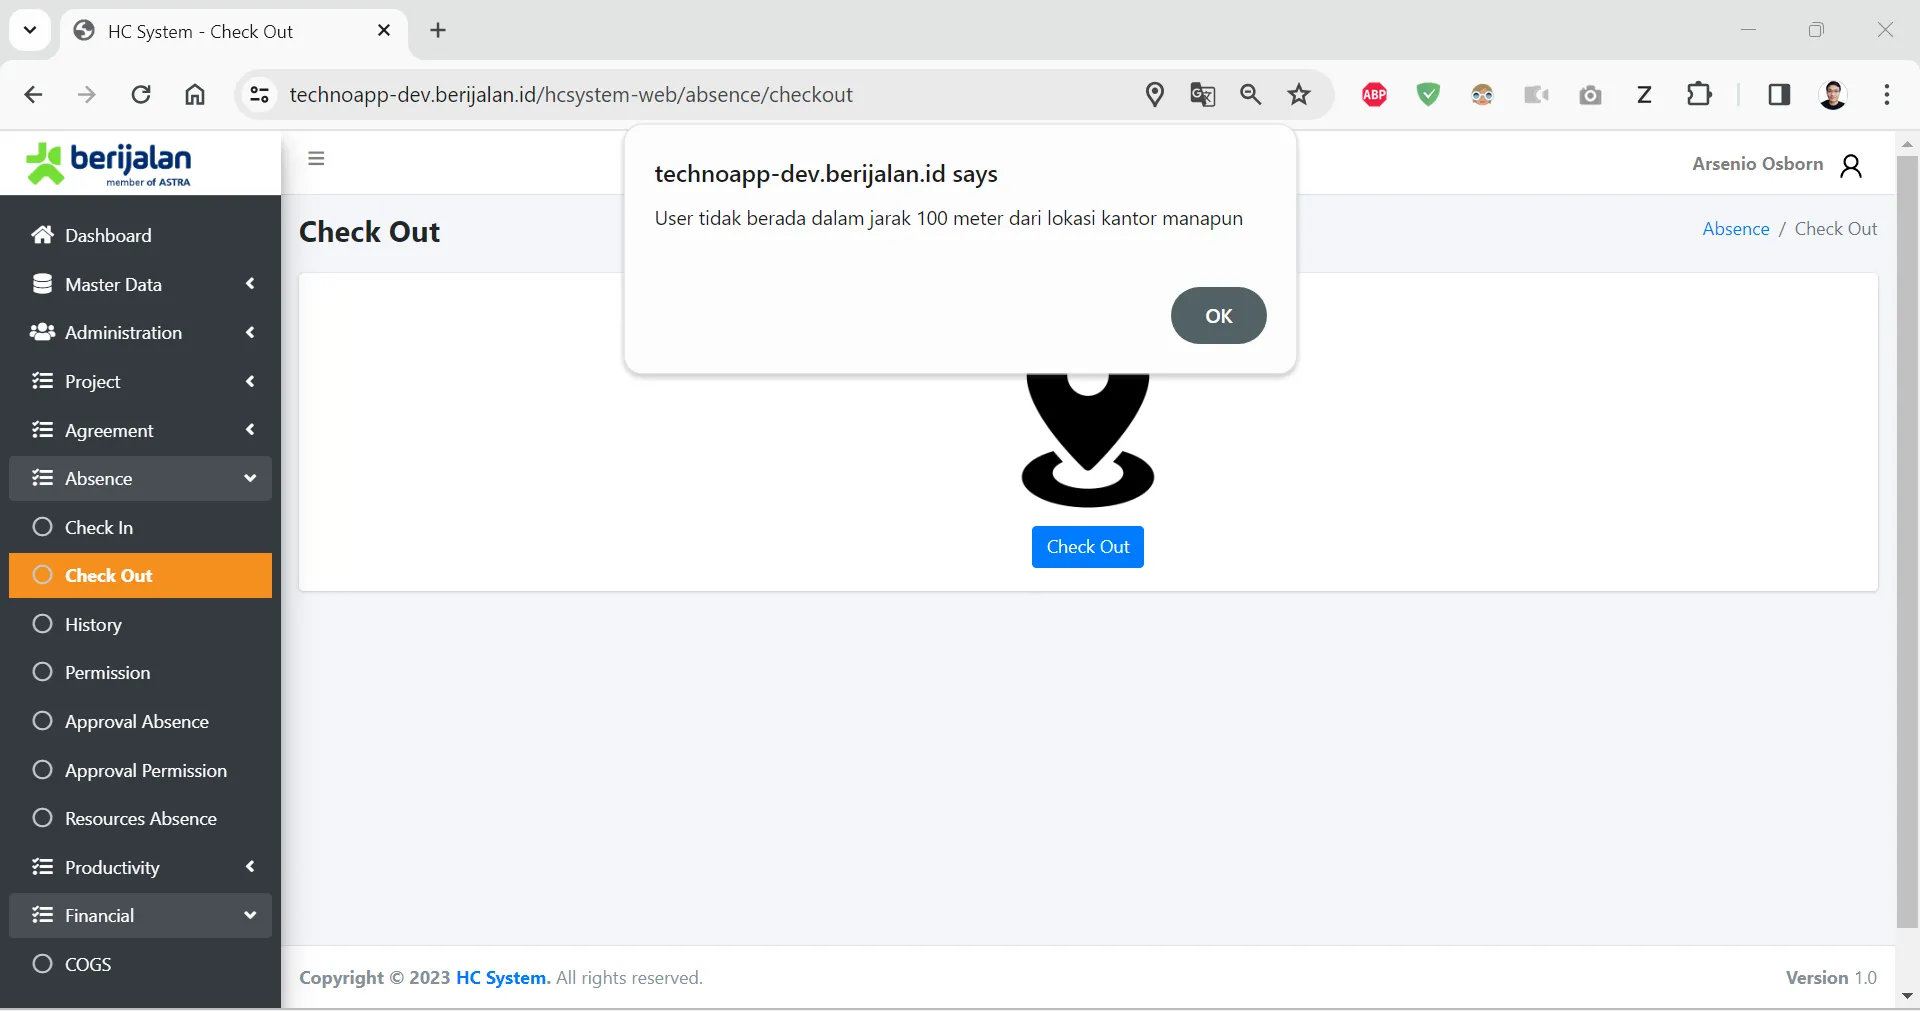 HC System - Check Out
technoapp-dev.berijalan.id/hcsystem-web/absence/checkout
ABP
Z
berijalan
member of ASTRA
Arsenio Osborn
technoapp-dev.berijalan.id says
User tidak berada dalam jarak 100 meter dari lokasi kantor manapun
OK
Check Out
Absence / Check Out
Dashboard
Master Data
Administration
Project
Agreement
Absence
Check In
Check Out
History
Permission
Approval Absence
Approval Permission
Resources Absence
Productivity
Financial
COGS
Check Out
Copyright © 2023 HC System. All rights reserved.
Version 1.0